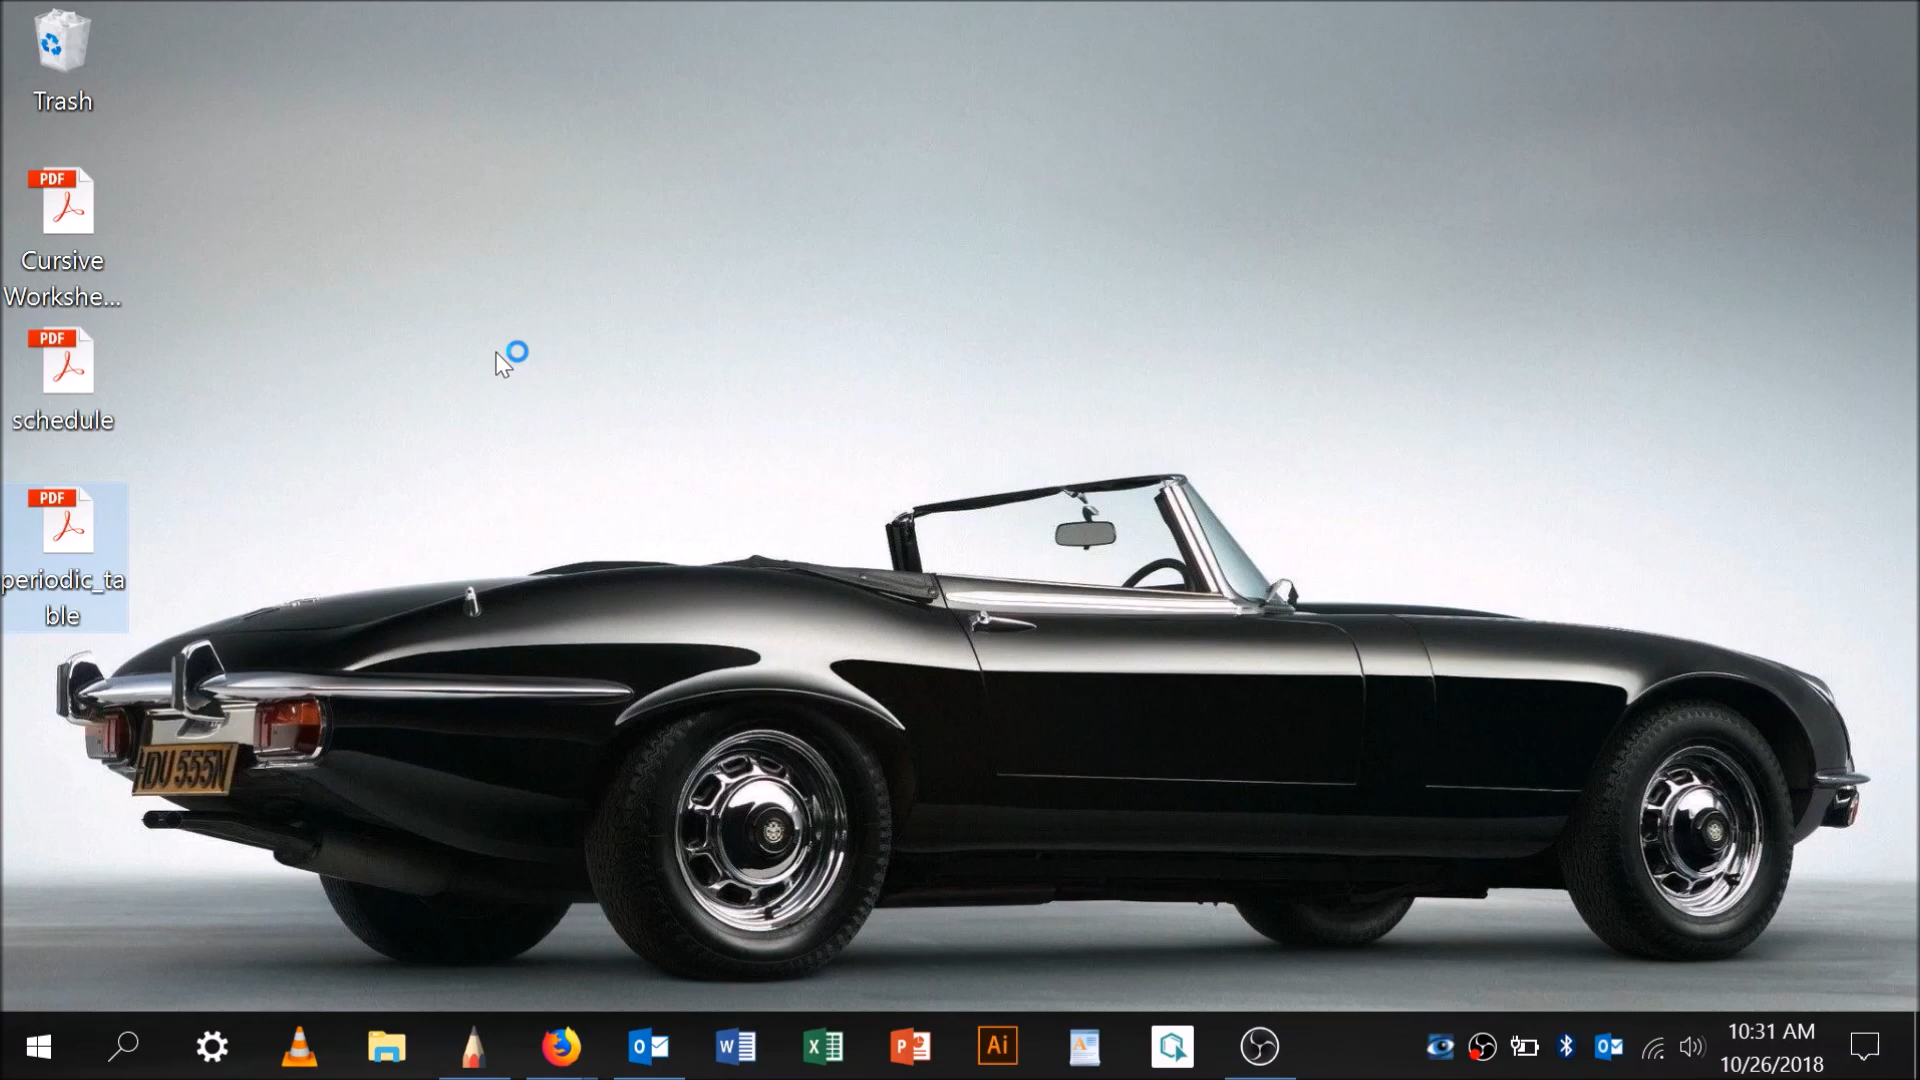 Trash
PDF
Cursive
Workshe...
PDF
schedule
PDF
periodic_ta
ble
HDU 555N
O
W
X
P
Ai
A
O
10:31 AM
10/26/2018